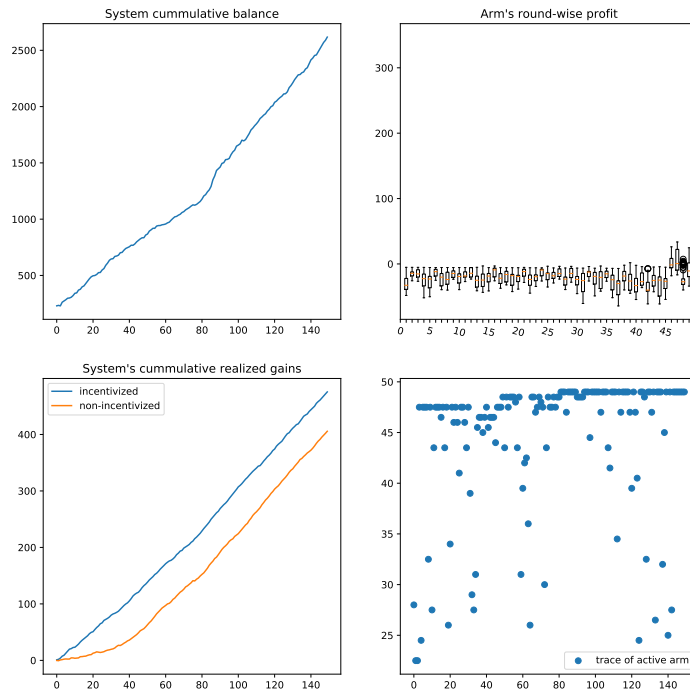 System cummulative balance
2500
2000
1500
1000
500
0 20 40 60 80 100 120 140
Arm's round-wise profit
300
200
100
0
0 5 10 15 20 25 30 35 40 45
System's cummulative realized gains
incentivized
non-incentivized
400
300
200
100
0
0 20 40 60 80 100 120 140
50
45
40
35
30
25
trace of active arm
0 20 40 60 80 100 120 140